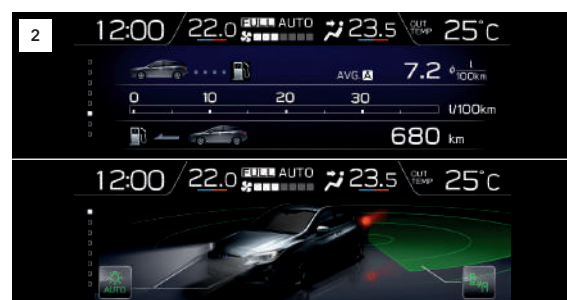 2
12:00 22.0 FULL AUTO 23.5 OUT TEMP 25°C
AVG. A 7.2 l/100km
0 10 20 30
l/100km
680 km
12:00 22.0 FULL AUTO 23.5 OUT TEMP 25°C
AUTO